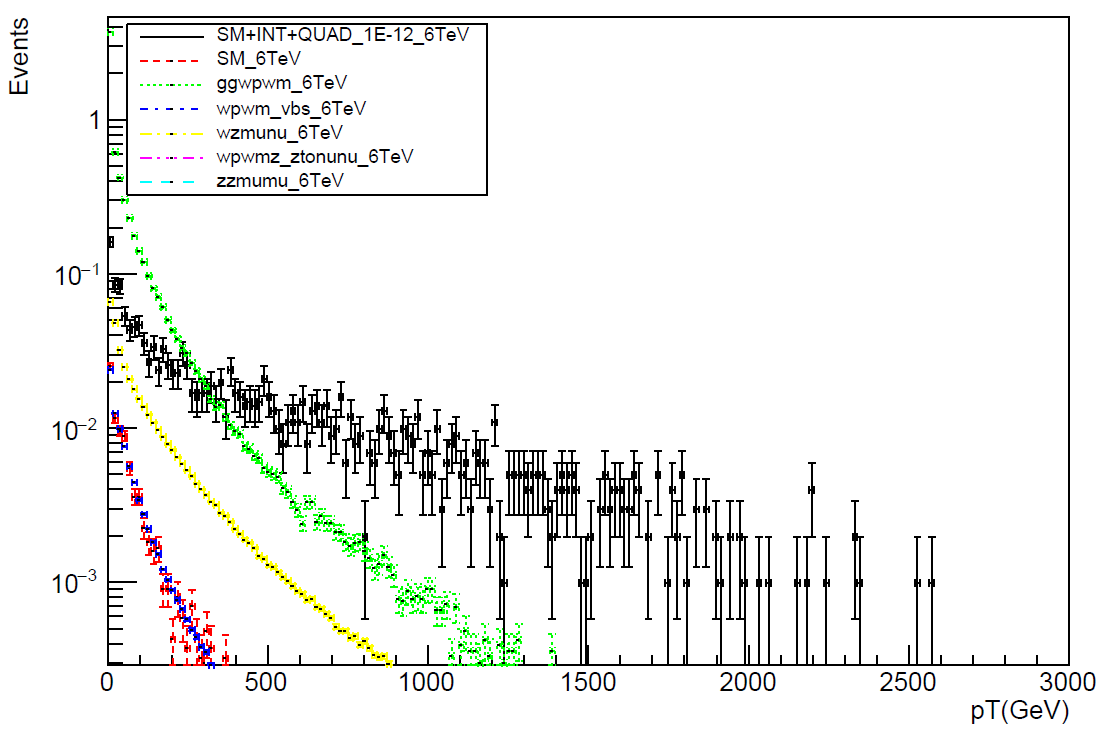 Events
SM+INT+QUAD_1E-12_6TeV
SM_6TeV
ggwpwm_6TeV
wpwm_vbs_6TeV
wzmunu_6TeV
wpwmz_ztonunu_6TeV
zzmumu_6TeV
1
10−1
10−2
10−3
0 500 1000 1500 2000 2500 3000
pT(GeV)